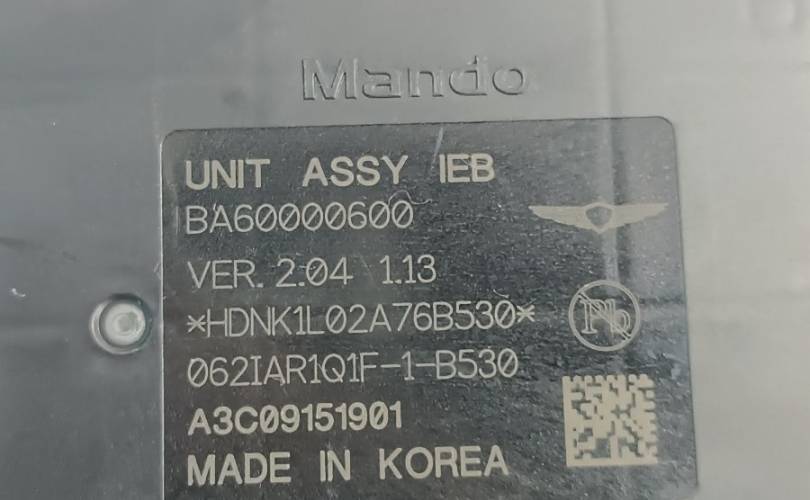 Mando
UNIT ASSY IEB
BA60000600
VER. 2.04 1.13
*HDNK1L02A76B530*
062IAR1Q1F-1-B530
Pb
A3C09151901
MADE IN KOREA